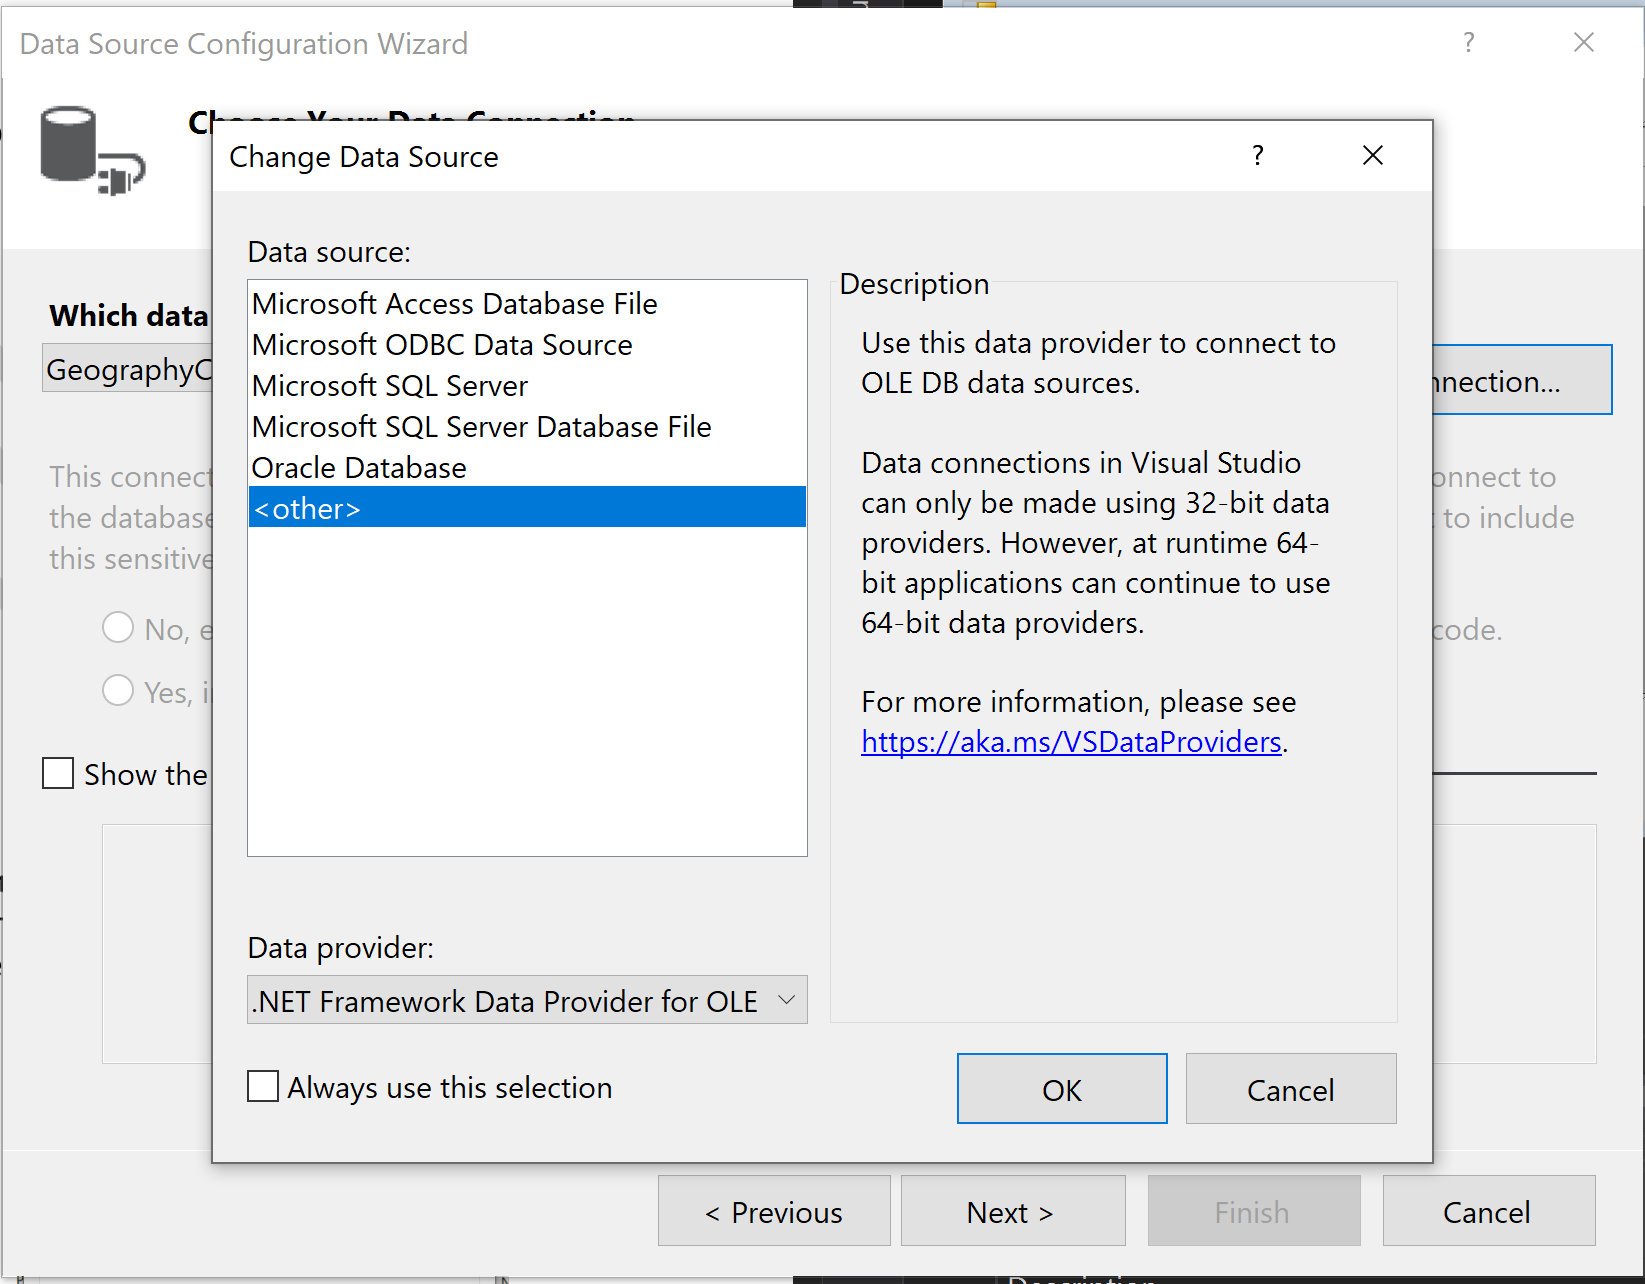 Data Source Configuration Wizard
?
Choose Your Data Connection
Change Data Source
?
Data source:
Microsoft Access Database File
Microsoft ODBC Data Source
Microsoft SQL Server
Microsoft SQL Server Database File
Oracle Database
<other>
Description
Use this data provider to connect to
OLE DB data sources.
Data connections in Visual Studio
can only be made using 32-bit data
providers. However, at runtime 64-
bit applications can continue to use
64-bit data providers.
For more information, please see
https://aka.ms/VSDataProviders.
Data provider:
.NET Framework Data Provider for OLE
Always use this selection
OK
Cancel
Which data
GeographyC
nnection...
This connect
onnect to
the database
to include
this sensitive
No, e
code.
Yes, i
Show the
< Previous
Next >
Finish
Cancel
Description